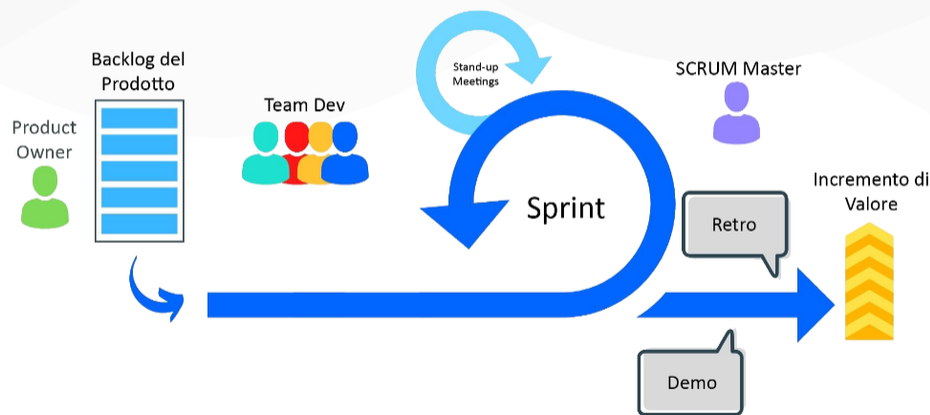 Backlog del
Prodotto
Product
Owner
Team Dev
Stand-up
Meetings
SCRUM Master
Sprint
Retro
Incremento di
Valore
Demo